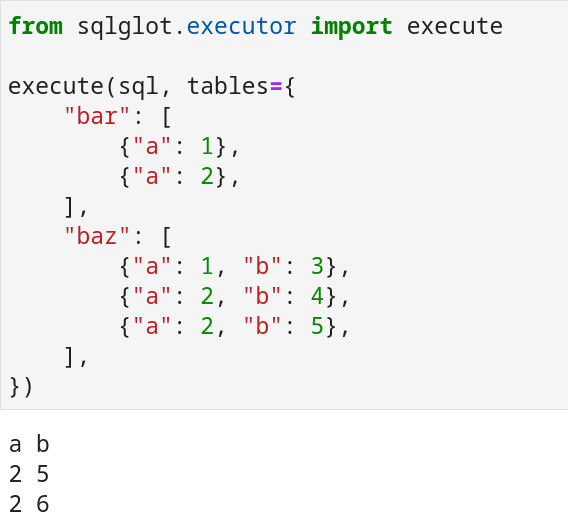 from sqlglot.executor import execute

execute(sql, tables={
    "bar": [
        {"a": 1},
        {"a": 2},
    ],
    "baz": [
        {"a": 1, "b": 3},
        {"a": 2, "b": 4},
        {"a": 2, "b": 5},
    ],
})
a b
2 5
2 6